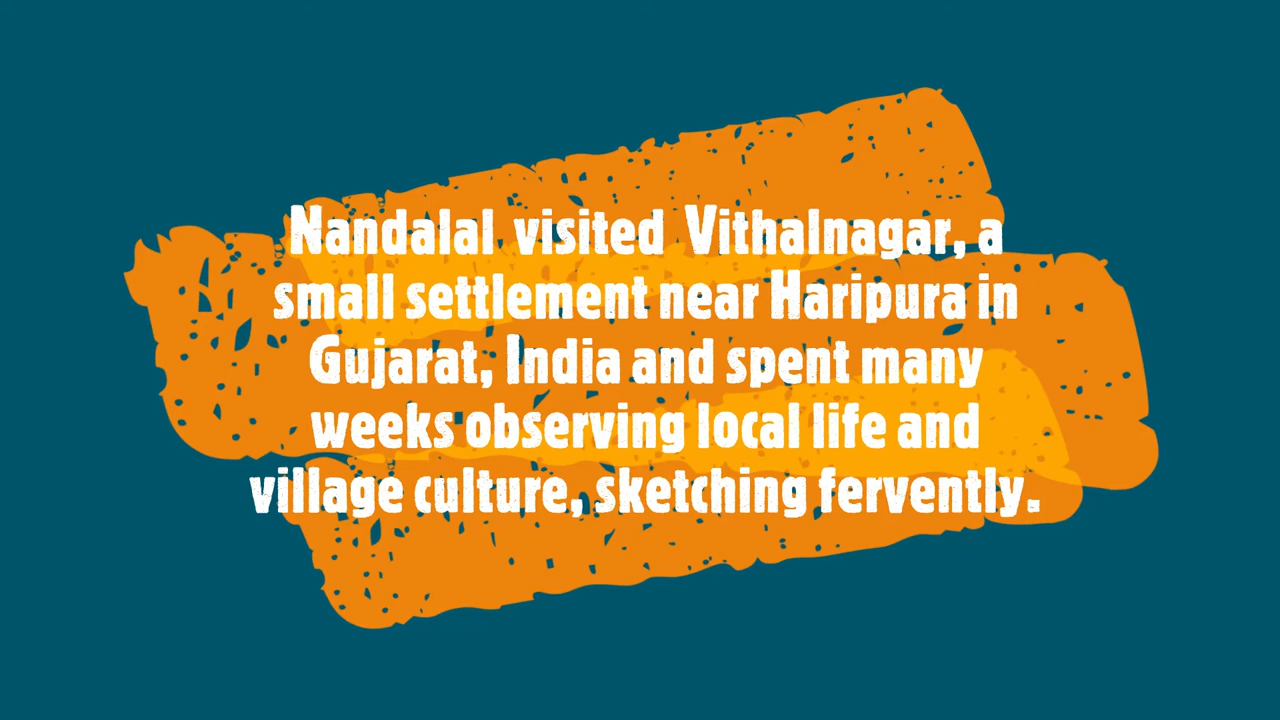 Nandalal visited Vithalnagar, a
small settlement near Haripura in
Gujarat, India and spent many
weeks observing local life and
village culture, sketching fervently.